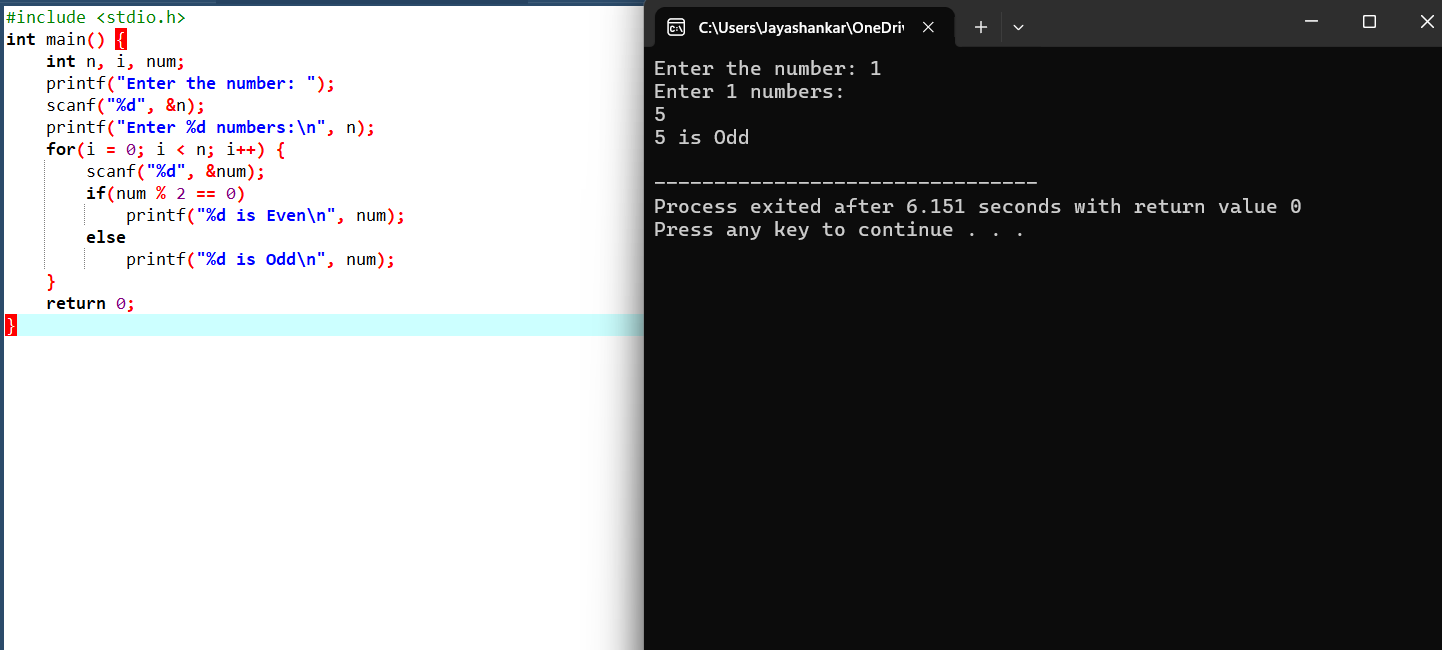 #include <stdio.h>
int main() {
    int n, i, num;
    printf("Enter the number: ");
    scanf("%d", &n);
    printf("Enter %d numbers:\n", n);
    for(i = 0; i < n; i++) {
        scanf("%d", &num);
        if(num % 2 == 0)
            printf("%d is Even\n", num);
        else
            printf("%d is Odd\n", num);
    }
    return 0;
}
C:\Users\Jayashankar\OneDri
Enter the number: 1
Enter 1 numbers:
5
5 is Odd
--------------------------------
Process exited after 6.151 seconds with return value 0
Press any key to continue . . .